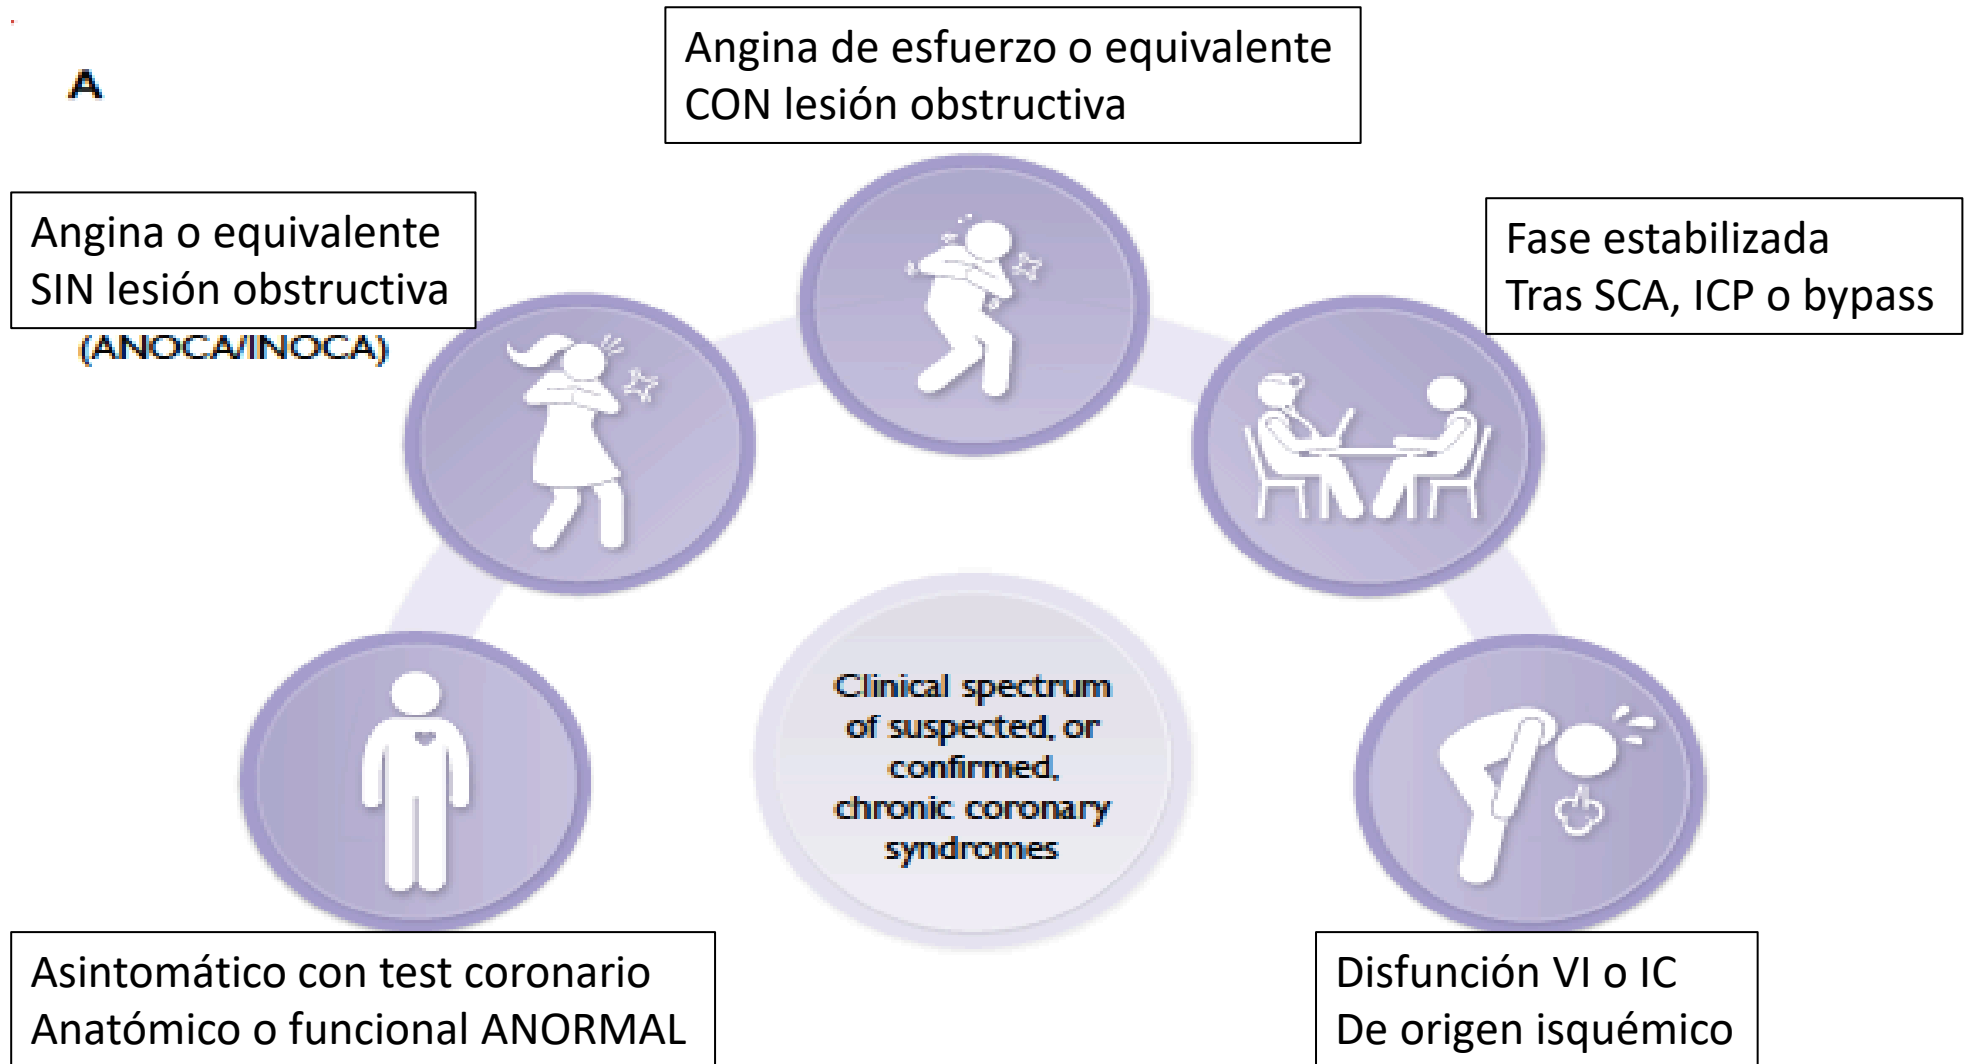 A
Angina de esfuerzo o equivalente
CON lesión obstructiva
Angina o equivalente
SIN lesión obstructiva
(ANOCA/INOCA)
Fase estabilizada
Tras SCA, ICP o bypass
Clinical spectrum
of suspected, or
confirmed,
chronic coronary
syndromes
Asintomático con test coronario
Anatómico o funcional ANORMAL
Disfunción VI o IC
De origen isquémico